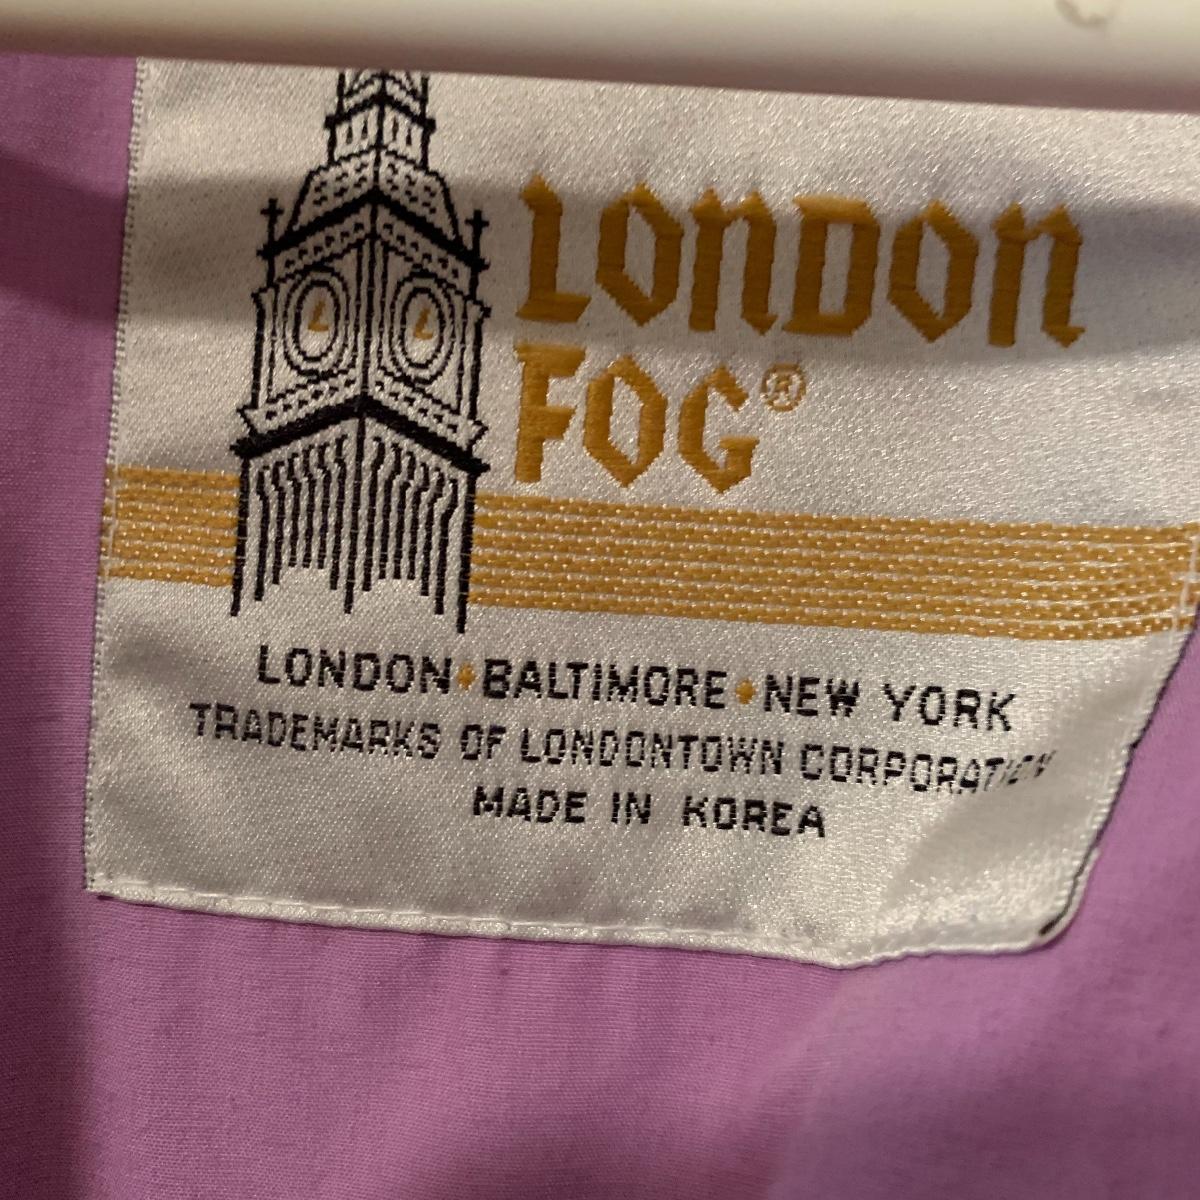 LONDON
FOG®
L L
LONDON•BALTIMORE•NEW YORK
TRADEMARKS OF LONDONTOWN CORPORATION
MADE IN KOREA